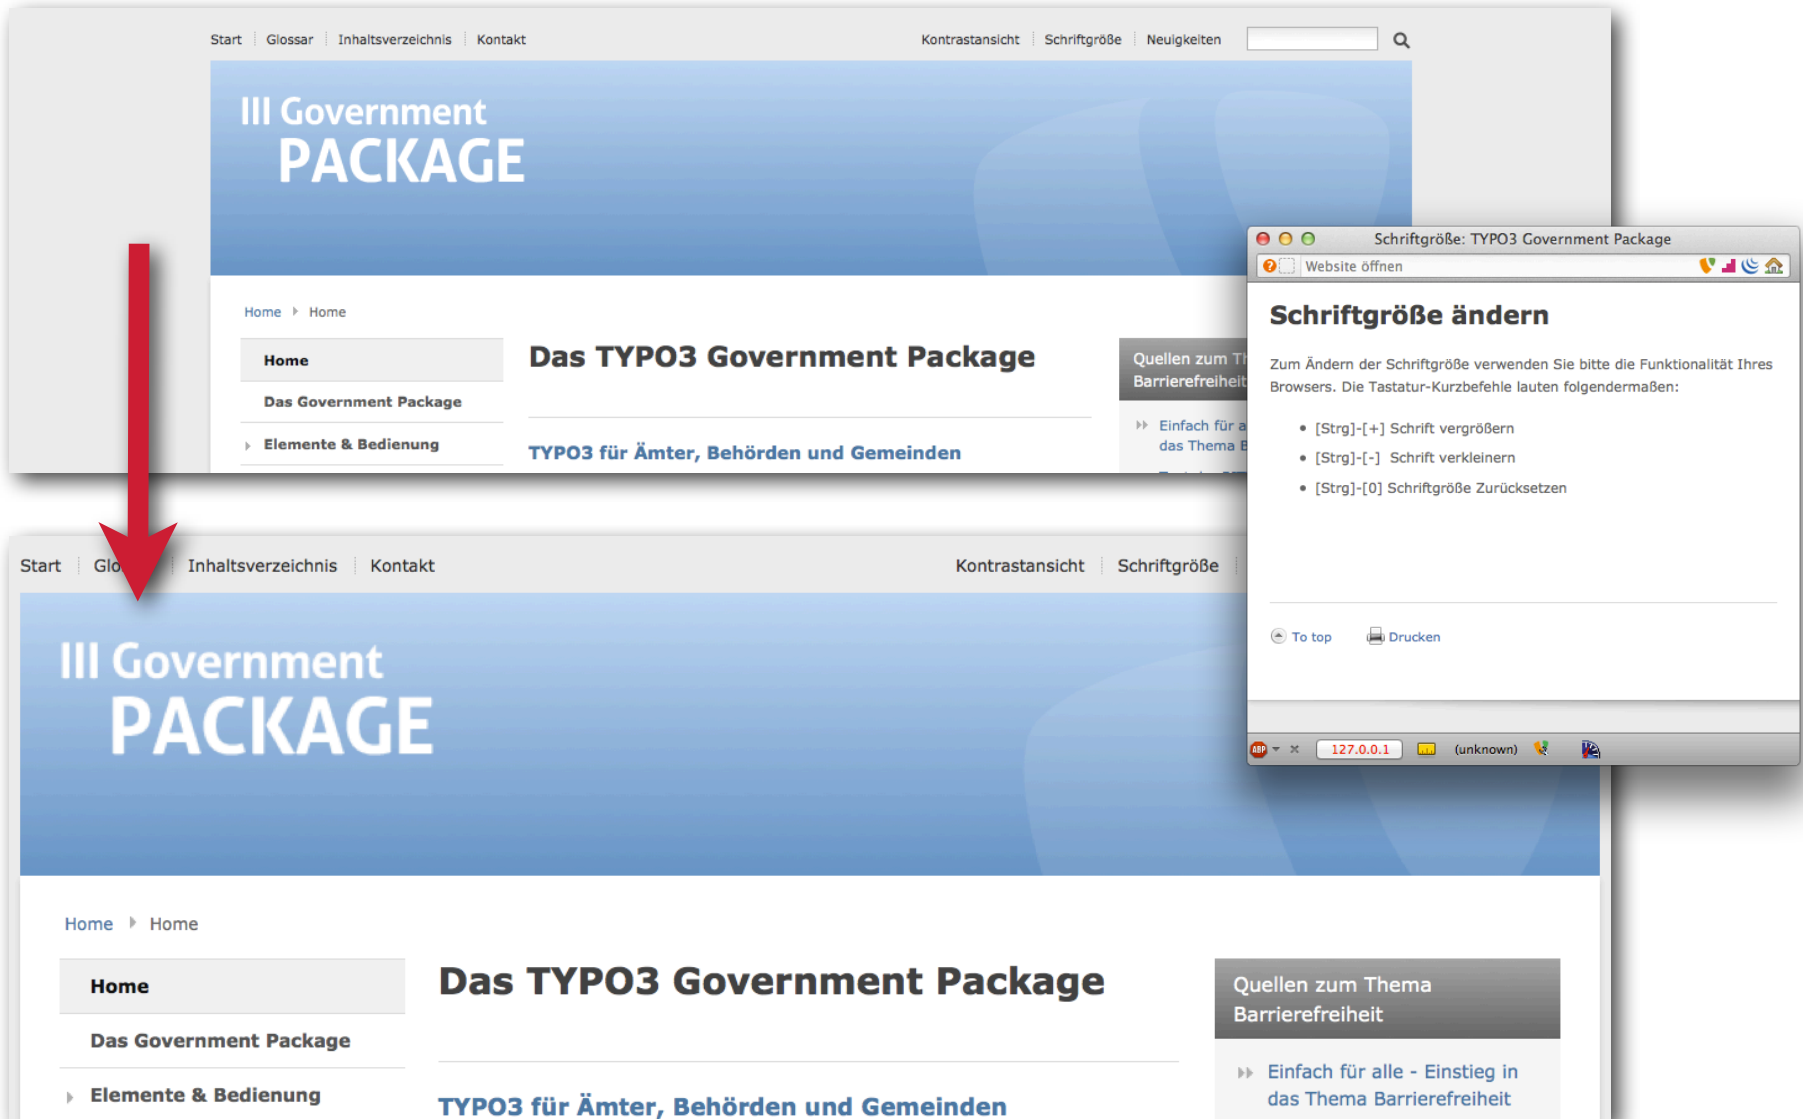 Start Glossar Inhaltsverzeichnis Kontakt Kontrastansicht Schriftgröße Neuigkeiten
III Government
PACKAGE
Home Home
Home
Das Government Package
Elemente & Bedienung
Das TYPO3 Government Package
TYPO3 für Ämter, Behörden und Gemeinden
Quellen zum
Barrierefreiheit
Einfach für
das Thema
Schriftgröße: TYPO3 Government Package
Website öffnen
Schriftgröße ändern
Zum Ändern der Schriftgröße verwenden Sie bitte die Funktionalität Ihres
Browsers. Die Tastatur-Kurzbefehle lauten folgendermaßen:
• [Strg]-[+] Schrift vergrößern
• [Strg]-[-] Schrift verkleinern
• [Strg]-[0] Schriftgröße Zurücksetzen
To top Drucken
ABP 127.0.0.1 (unknown)
Start Inhaltsverzeichnis Kontakt Kontrastansicht Schriftgröße
III Government
PACKAGE
Home Home
Home
Das Government Package
Elemente & Bedienung
Das TYPO3 Government Package
TYPO3 für Ämter, Behörden und Gemeinden
Quellen zum Thema
Barrierefreiheit
Einfach für alle - Einstieg in
das Thema Barrierefreiheit